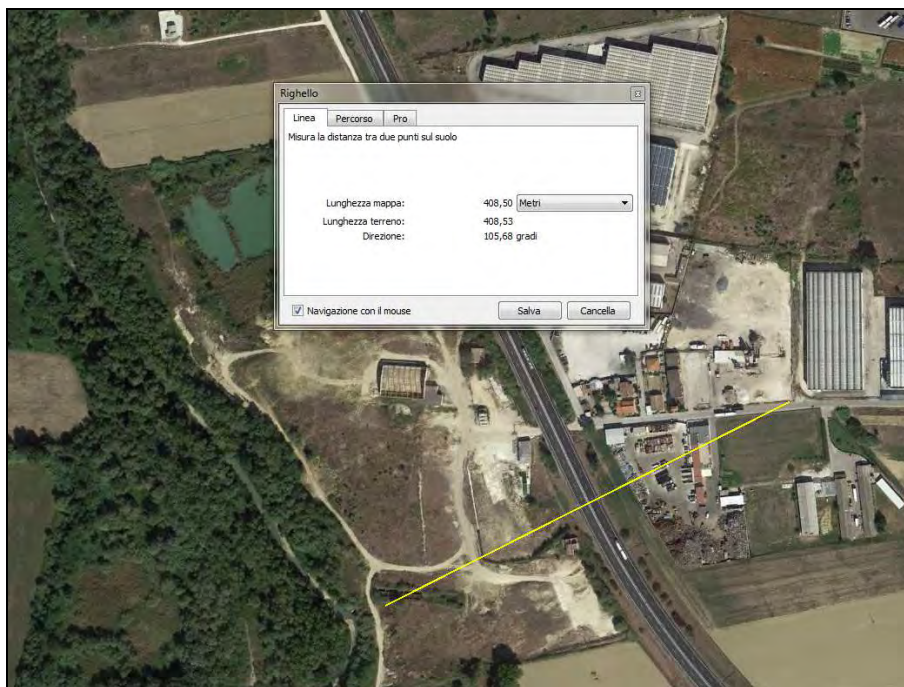 Righello
Linea Percorso Pro
Misura la distanza tra due punti sul suolo
Lunghezza mappa: 408,50 Metri
Lunghezza terreno: 408,53
Direzione: 105,68 gradi
Navigazione con il mouse Salva Cancella